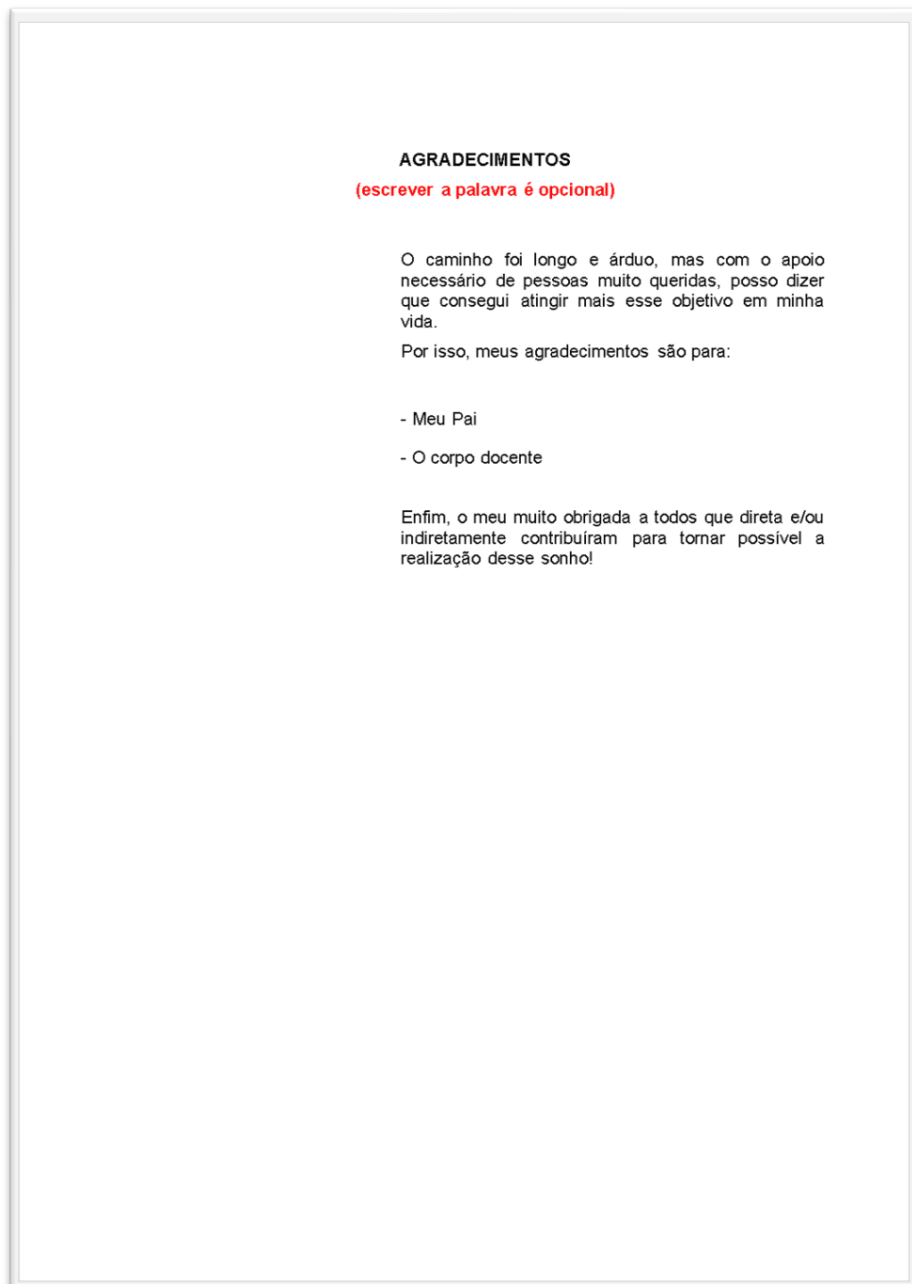 AGRADECIMENTOS
(escrever a palavra é opcional)
O caminho foi longo e árduo, mas com o apoio
necessário de pessoas muito queridas, posso dizer
que consegui atingir mais esse objetivo em minha
vida.
Por isso, meus agradecimentos são para:
- Meu Pai
- O corpo docente
Enfim, o meu muito obrigada a todos que direta e/ou
indiretamente contribuíram para tornar possível a
realização desse sonho!